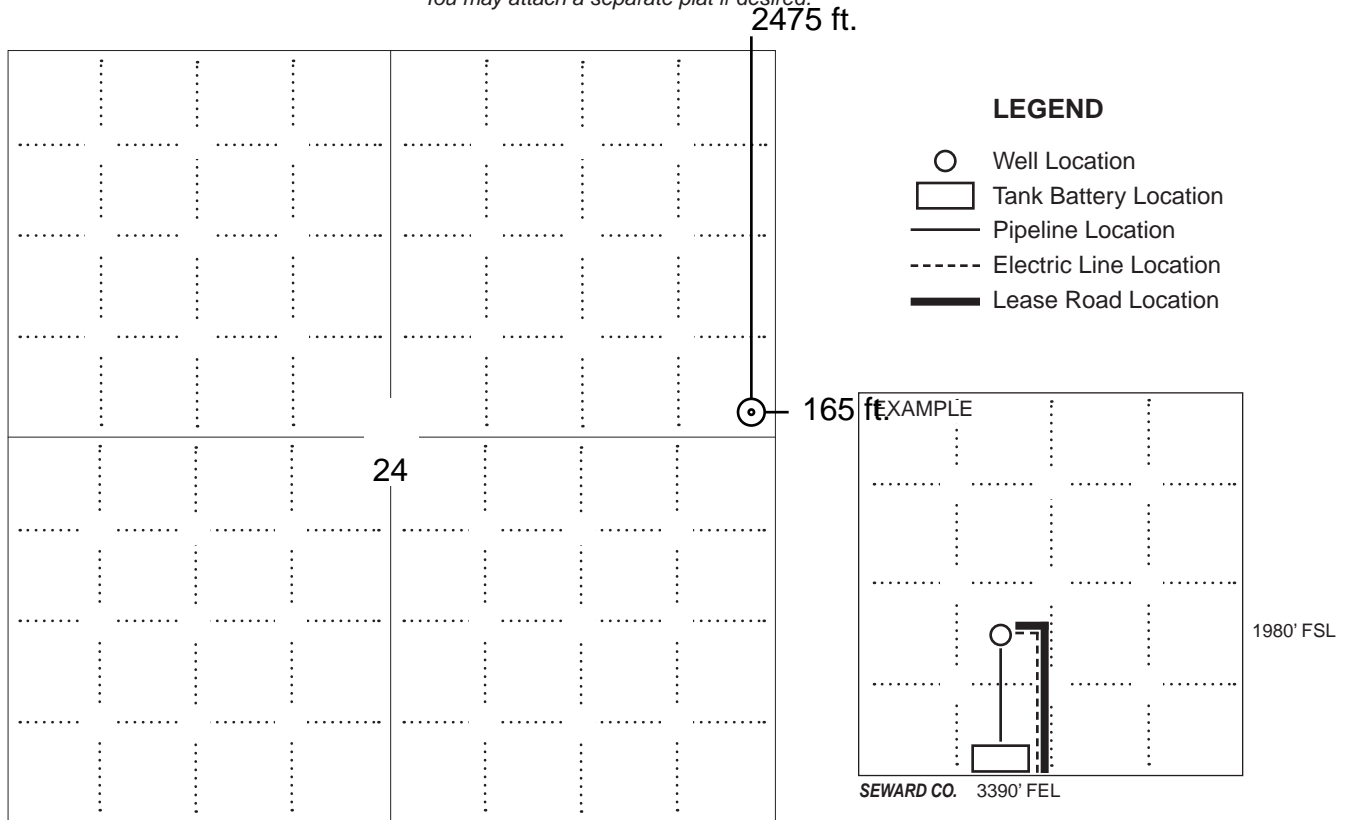 You may attach a separate plat if desired.
2475 ft.
LEGEND
Well Location
Tank Battery Location
Pipeline Location
Electric Line Location
Lease Road Location
165 ft.
EXAMPLE
24
1980' FSL
SEWARD CO. 3390' FEL